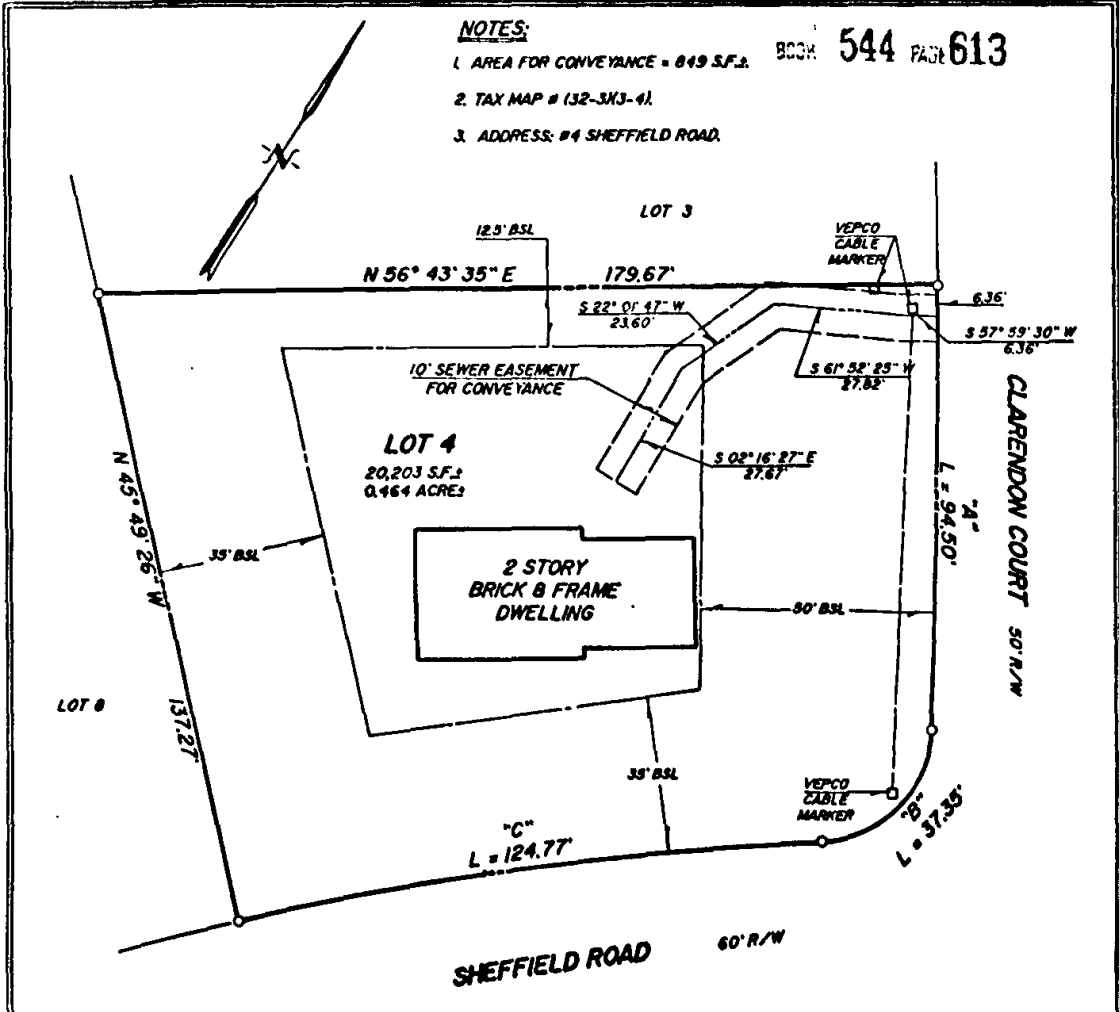 NOTES:
BOOK 544 PAGE 613
1. AREA FOR CONVEYANCE = 849 S.F.±.
2. TAX MAP # (32-3)(3-4).
3. ADDRESS: #4 SHEFFIELD ROAD.
N
LOT 3
12.5' BSL
VEPCO
CABLE
MARKER
N 56° 43' 35" E 179.67'
6.36'
S 22° 01' 47" W
23.60'
S 57° 59' 30" W
6.36'
10' SEWER EASEMENT
FOR CONVEYANCE
S 61° 52' 25" W
27.82'
CLARENDON COURT 50' R/W
LOT 4
20,203 S.F.±
0.464 ACRE±
S 02° 16' 27" E
27.67'
"A"
L = 94.50'
N 45° 49' 26" W 137.27'
35' BSL
2 STORY
BRICK & FRAME
DWELLING
50' BSL
LOT 8
35' BSL
VEPCO
CABLE
MARKER
"B"
L = 37.35'
"C"
L = 124.77'
SHEFFIELD ROAD 60' R/W